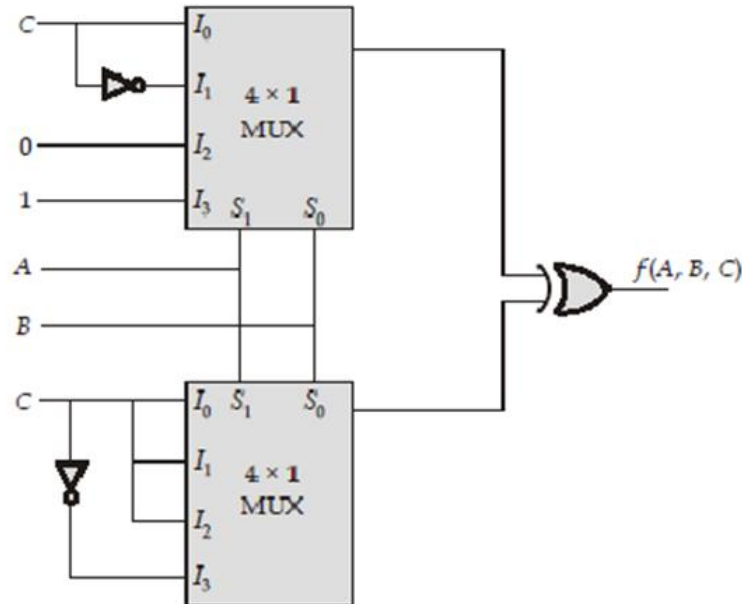 C
I₀
I₁
4 × 1
MUX
0
I₂
1
I₃
S₁
S₀
A
f(A, B, C)
B
C
I₀
S₁
S₀
I₁
4 × 1
MUX
I₂
I₃